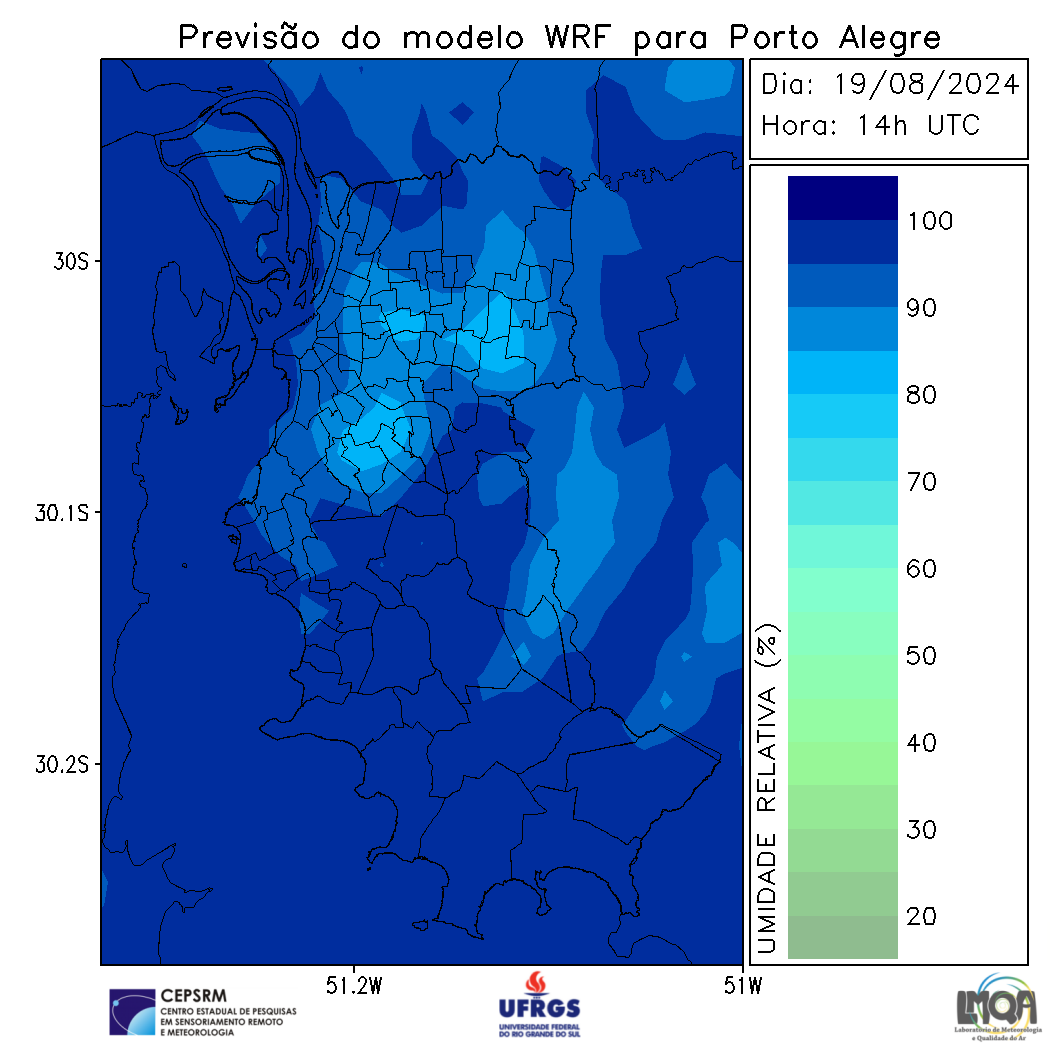 Previsão do modelo WRF para Porto Alegre
Dia: 19/08/2024
Hora: 14h UTC
100
90
80
70
60
50
40
30
20
UMIDADE RELATIVA (%)
30S
30.1S
30.2S
51.2W
51W
CEPSRM
CENTRO ESTADUAL DE PESQUISAS
EM SENSORIAMENTO REMOTO
E METEOROLOGIA
UFRGS
UNIVERSIDADE FEDERAL
DO RIO GRANDE DO SUL
LMQA
Laboratório de Meteorologia
e Qualidade do Ar